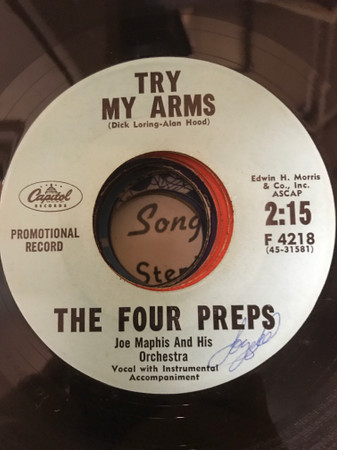 TRY
MY ARMS
(Dick Loring-Alan Hood)
Capitol
RECORDS
PROMOTIONAL
RECORD
Edwin H. Morris
& Co., Inc.
ASCAP
2:15
F 4218
(45-31581)
Song
THE FOUR PREPS
Joe Maphis And His
Orchestra
Vocal with Instrumental
Accompaniment